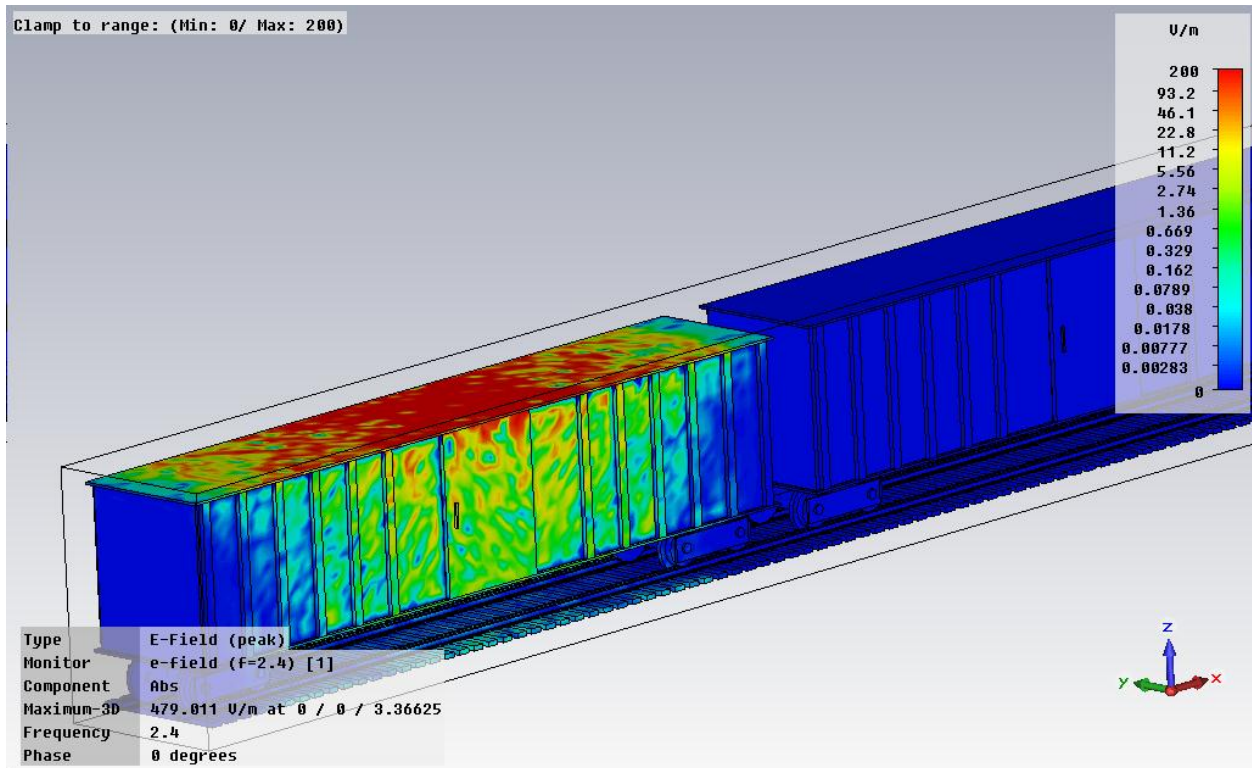 Clamp to range: (Min: 0/ Max: 200)
V/m
200
93.2
46.1
22.8
11.2
5.56
2.74
1.36
0.669
0.329
0.162
0.0789
0.038
0.0178
0.00777
0.00283
0
Type E-Field (peak)
Monitor e-field (f=2.4) [1]
Component Abs
Maximum-3D 479.011 V/m at 0 / 0 / 3.36625
Frequency 2.4
Phase 0 degrees
z
y x